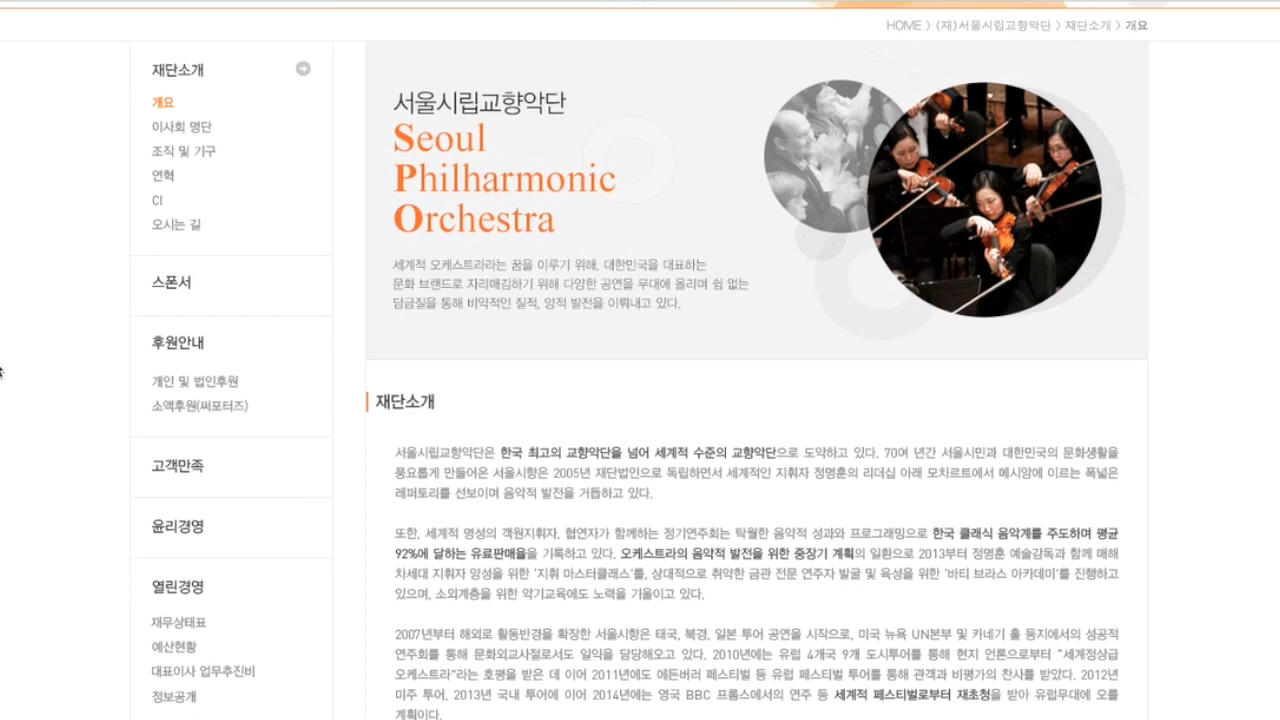 HOME 〉 (재)서울시립교향악단 〉 재단소개 〉 개요
재단소개
개요
이사회 명단
조직 및 기구
연혁
CI
오시는 길
스폰서
후원안내
개인 및 법인후원
소액후원(써포터즈)
고객만족
윤리경영
열린경영
재무상태표
예산현황
대표이사 업무추진비
정보공개
서울시립교향악단
Seoul
Philharmonic
Orchestra
세계적 오케스트라라는 꿈을 이루기 위해, 대한민국을 대표하는
문화 브랜드로 자리매김하기 위해 다양한 공연을 무대에 올리며 쉼 없는
담금질을 통해 비약적인 질적, 양적 발전을 이뤄내고 있다.
재단소개
서울시립교향악단은 한국 최고의 교향악단을 넘어 세계적 수준의 교향악단으로 도약하고 있다. 70여 년간 서울시민과 대한민국의 문화생활을
풍요롭게 만들어온 서울시향은 2005년 재단법인으로 독립하면서 세계적인 지휘자 정명훈의 리더십 아래 모차르트에서 메시앙에 이르는 폭넓은
레퍼토리를 선보이며 음악적 발전을 거듭하고 있다.
또한, 세계적 명성의 객원지휘자, 협연자가 함께하는 정기연주회는 탁월한 음악적 성과와 프로그래밍으로 한국 클래식 음악계를 주도하며 평균
92%에 달하는 유료판매율을 기록하고 있다. 오케스트라의 음악적 발전을 위한 중장기 계획의 일환으로 2013부터 정명훈 예술감독과 함께 매해
차세대 지휘자 양성을 위한 '지휘 마스터클래스'를, 상대적으로 취약한 금관 전문 연주자 발굴 및 육성을 위한 '바티 브라스 아카데미'를 진행하고
있으며, 소외계층을 위한 악기교육에도 노력을 기울이고 있다.
2007년부터 해외로 활동반경을 확장한 서울시향은 태국, 북경, 일본 투어 공연을 시작으로, 미국 뉴욕 UN본부 및 카네기 홀 등지에서의 성공적
연주회를 통해 문화외교사절로서도 일익을 담당해오고 있다. 2010년에는 유럽 4개국 9개 도시투어를 통해 현지 언론으로부터 "세계정상급
오케스트라"라는 호평을 받은 데 이어 2011년에도 에든버러 페스티벌 등 유럽 페스티벌 투어를 통해 관객과 비평가의 찬사를 받았다. 2012년
미주 투어, 2013년 국내 투어에 이어 2014년에는 영국 BBC 프롬스에서의 연주 등 세계적 페스티벌로부터 재초청을 받아 유럽무대에 오를
계획이다.